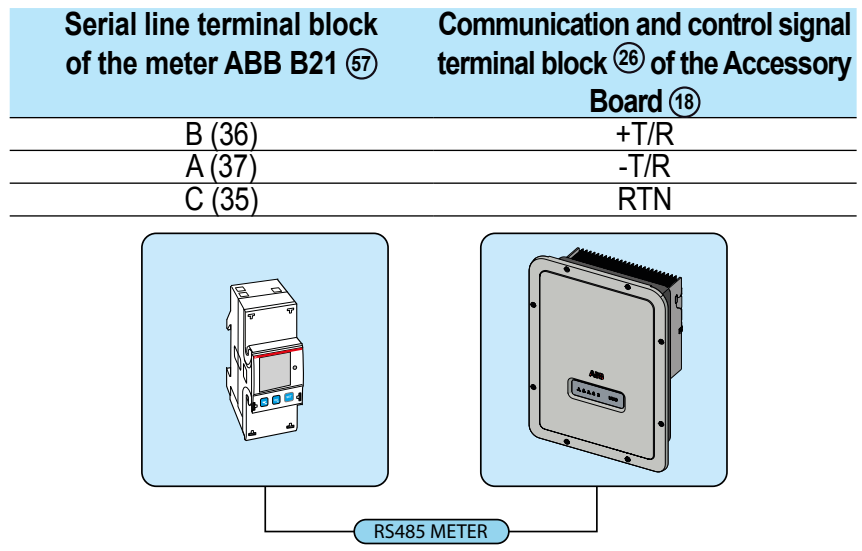 Serial line terminal block
of the meter ABB B21 57
Communication and control signal
terminal block 26 of the Accessory
Board 18
B (36) +T/R
A (37) -T/R
C (35) RTN
ABB
RS485 METER